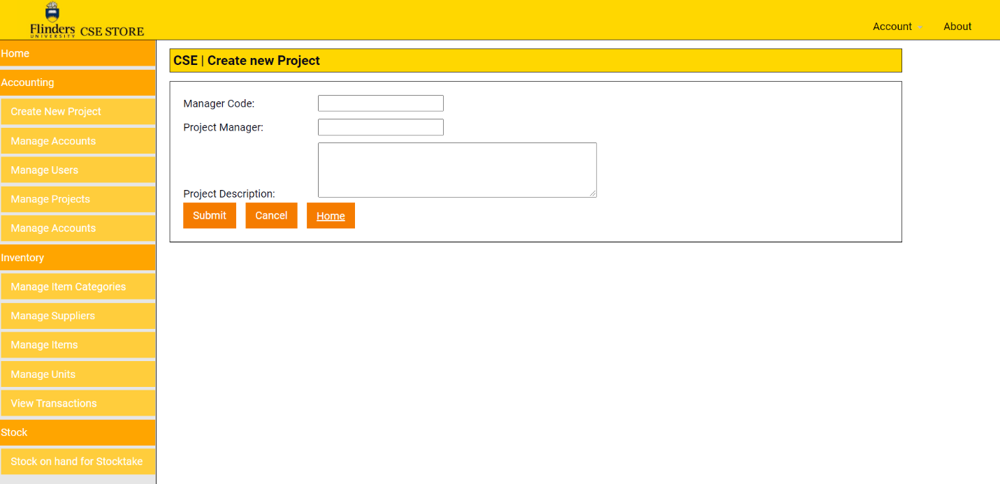 Flinders
UNIVERSITY
CSE STORE
Account
About
Home
Accounting
Create New Project
Manage Accounts
Manage Users
Manage Projects
Manage Accounts
Inventory
Manage Item Categories
Manage Suppliers
Manage Items
Manage Units
View Transactions
Stock
Stock on hand for Stocktake
CSE | Create new Project
Manager Code:
Project Manager:
Project Description:
Submit
Cancel
Home